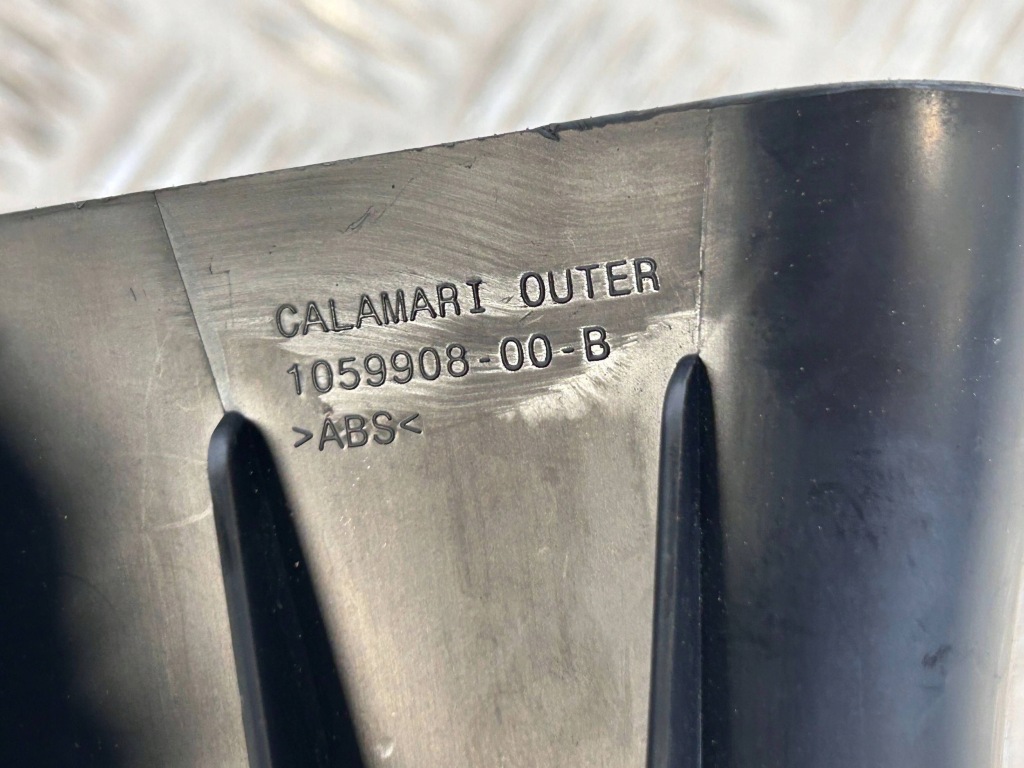 CALAMARI OUTER
1059908-00-B
>ABS<